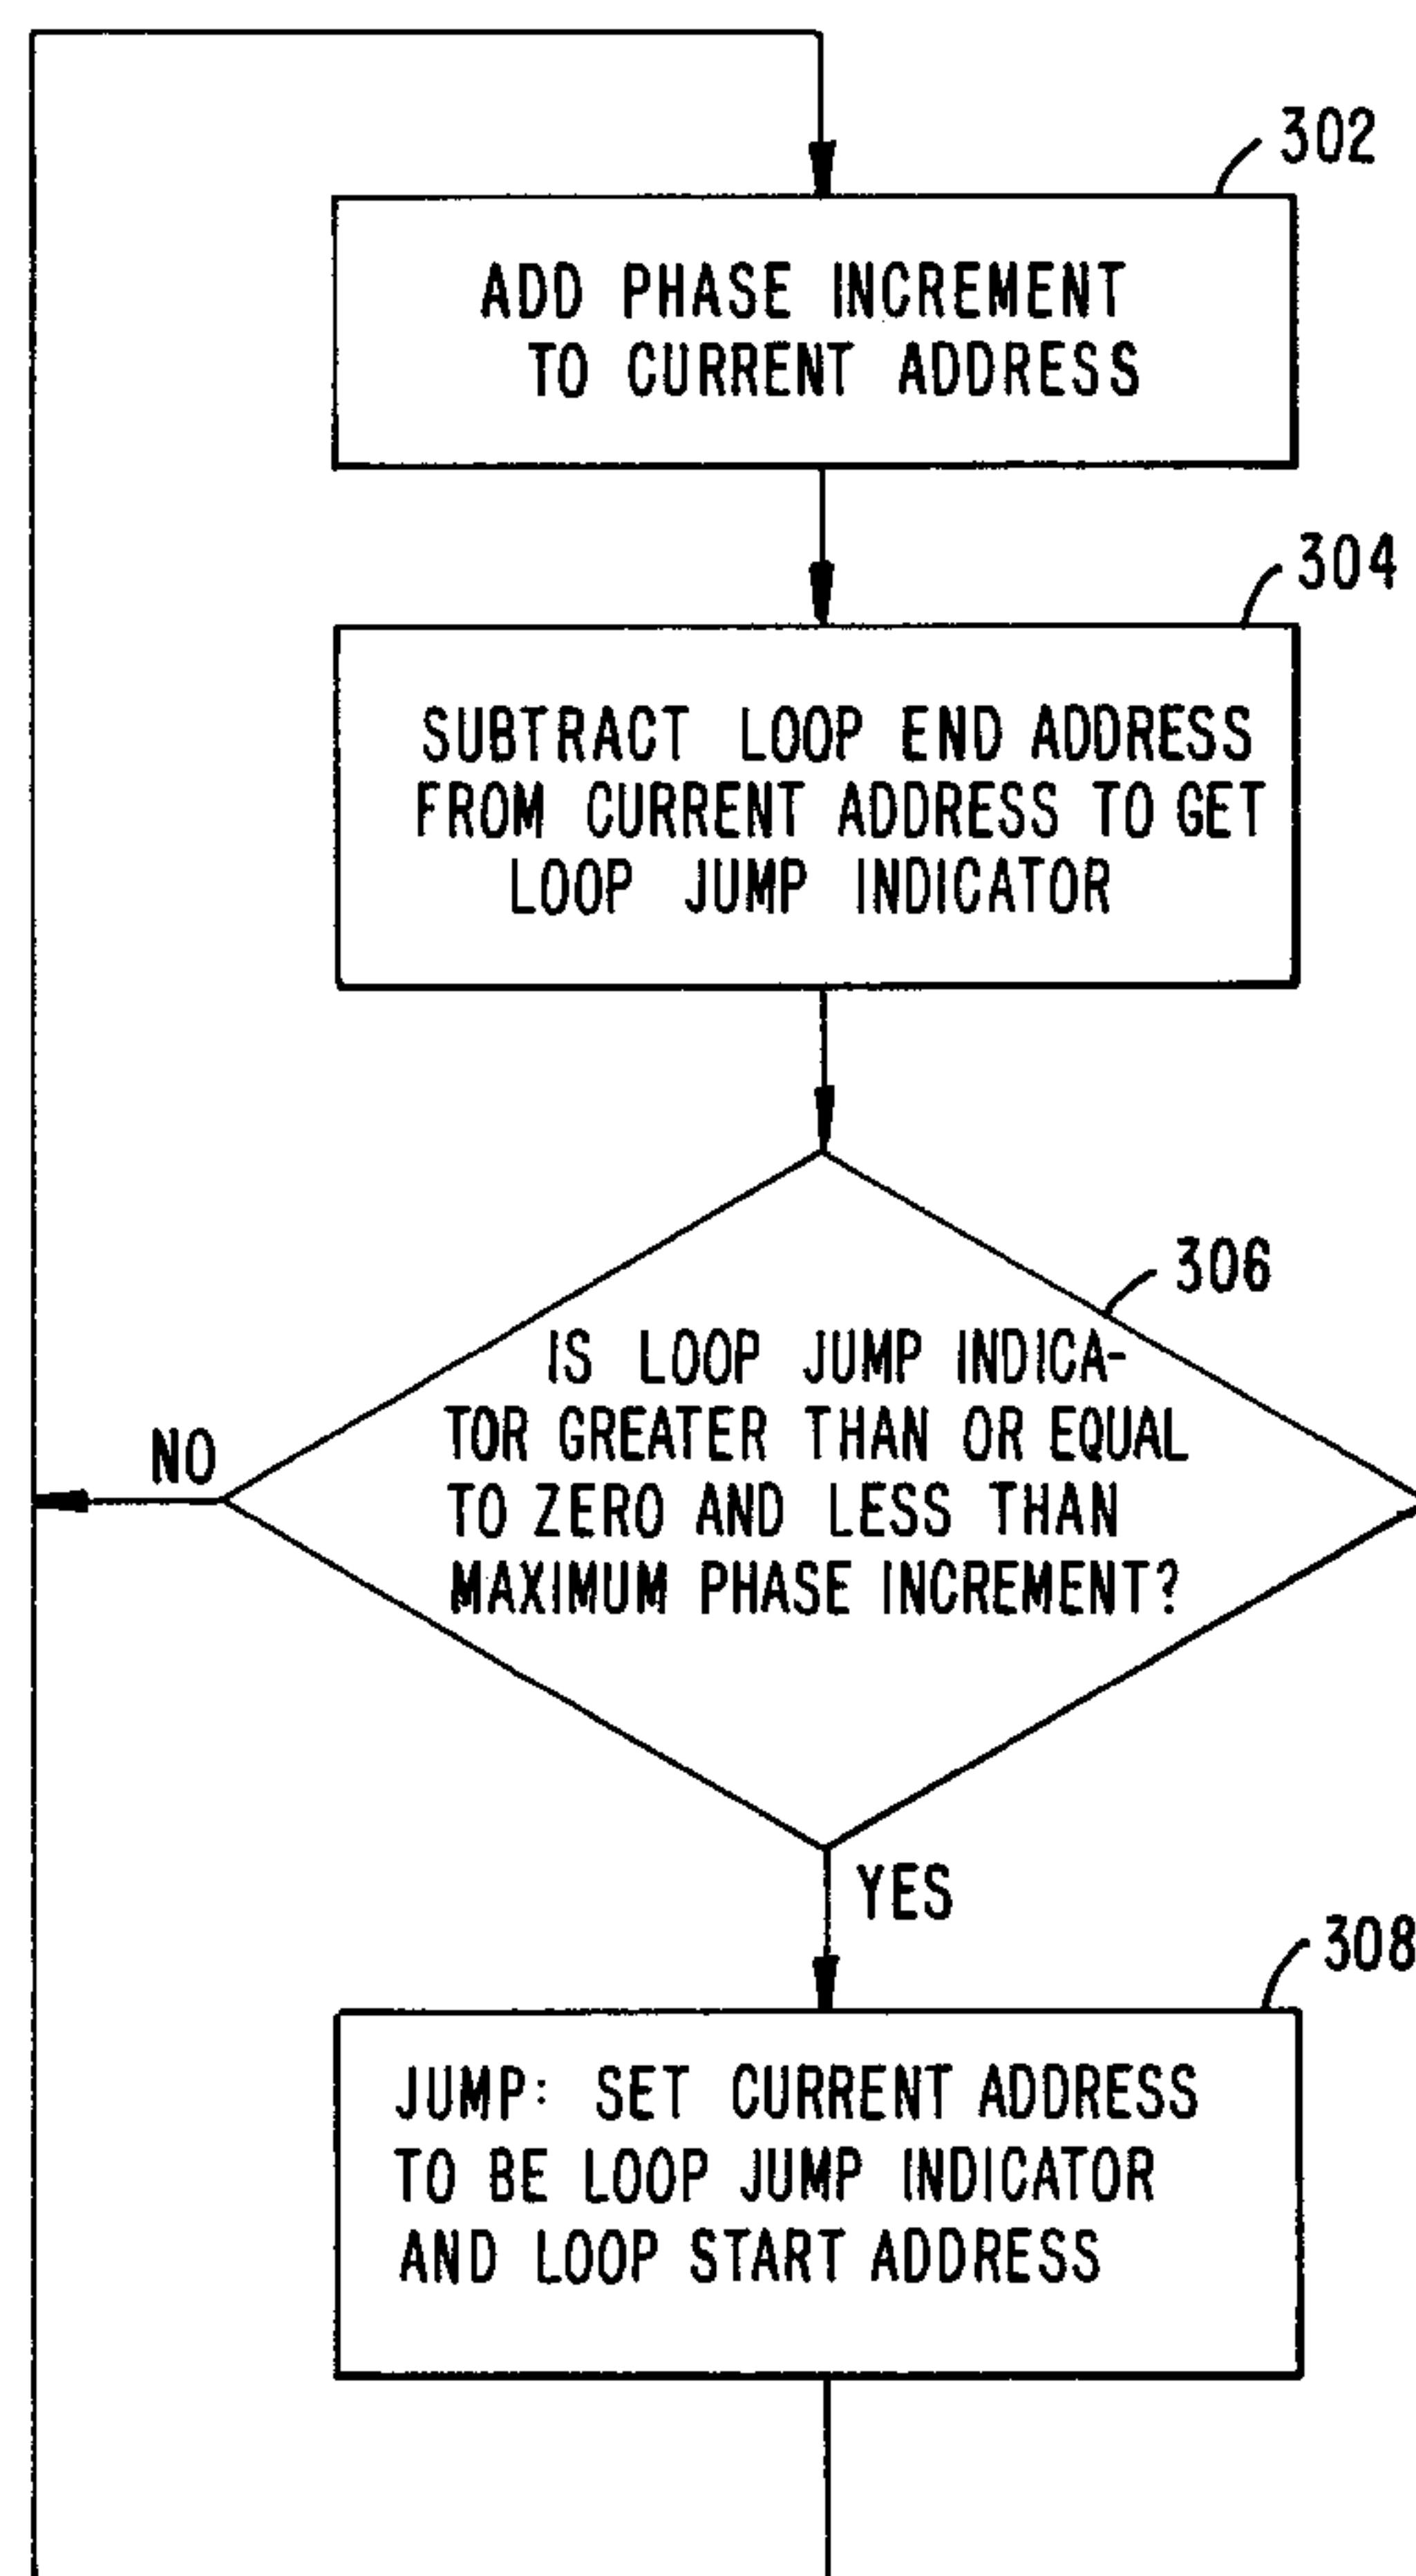 302
ADD PHASE INCREMENT
TO CURRENT ADDRESS
304
SUBTRACT LOOP END ADDRESS
FROM CURRENT ADDRESS TO GET
LOOP JUMP INDICATOR
306
IS LOOP JUMP INDICA-
TOR GREATER THAN OR EQUAL
TO ZERO AND LESS THAN
MAXIMUM PHASE INCREMENT?
NO
YES
308
JUMP: SET CURRENT ADDRESS
TO BE LOOP JUMP INDICATOR
AND LOOP START ADDRESS